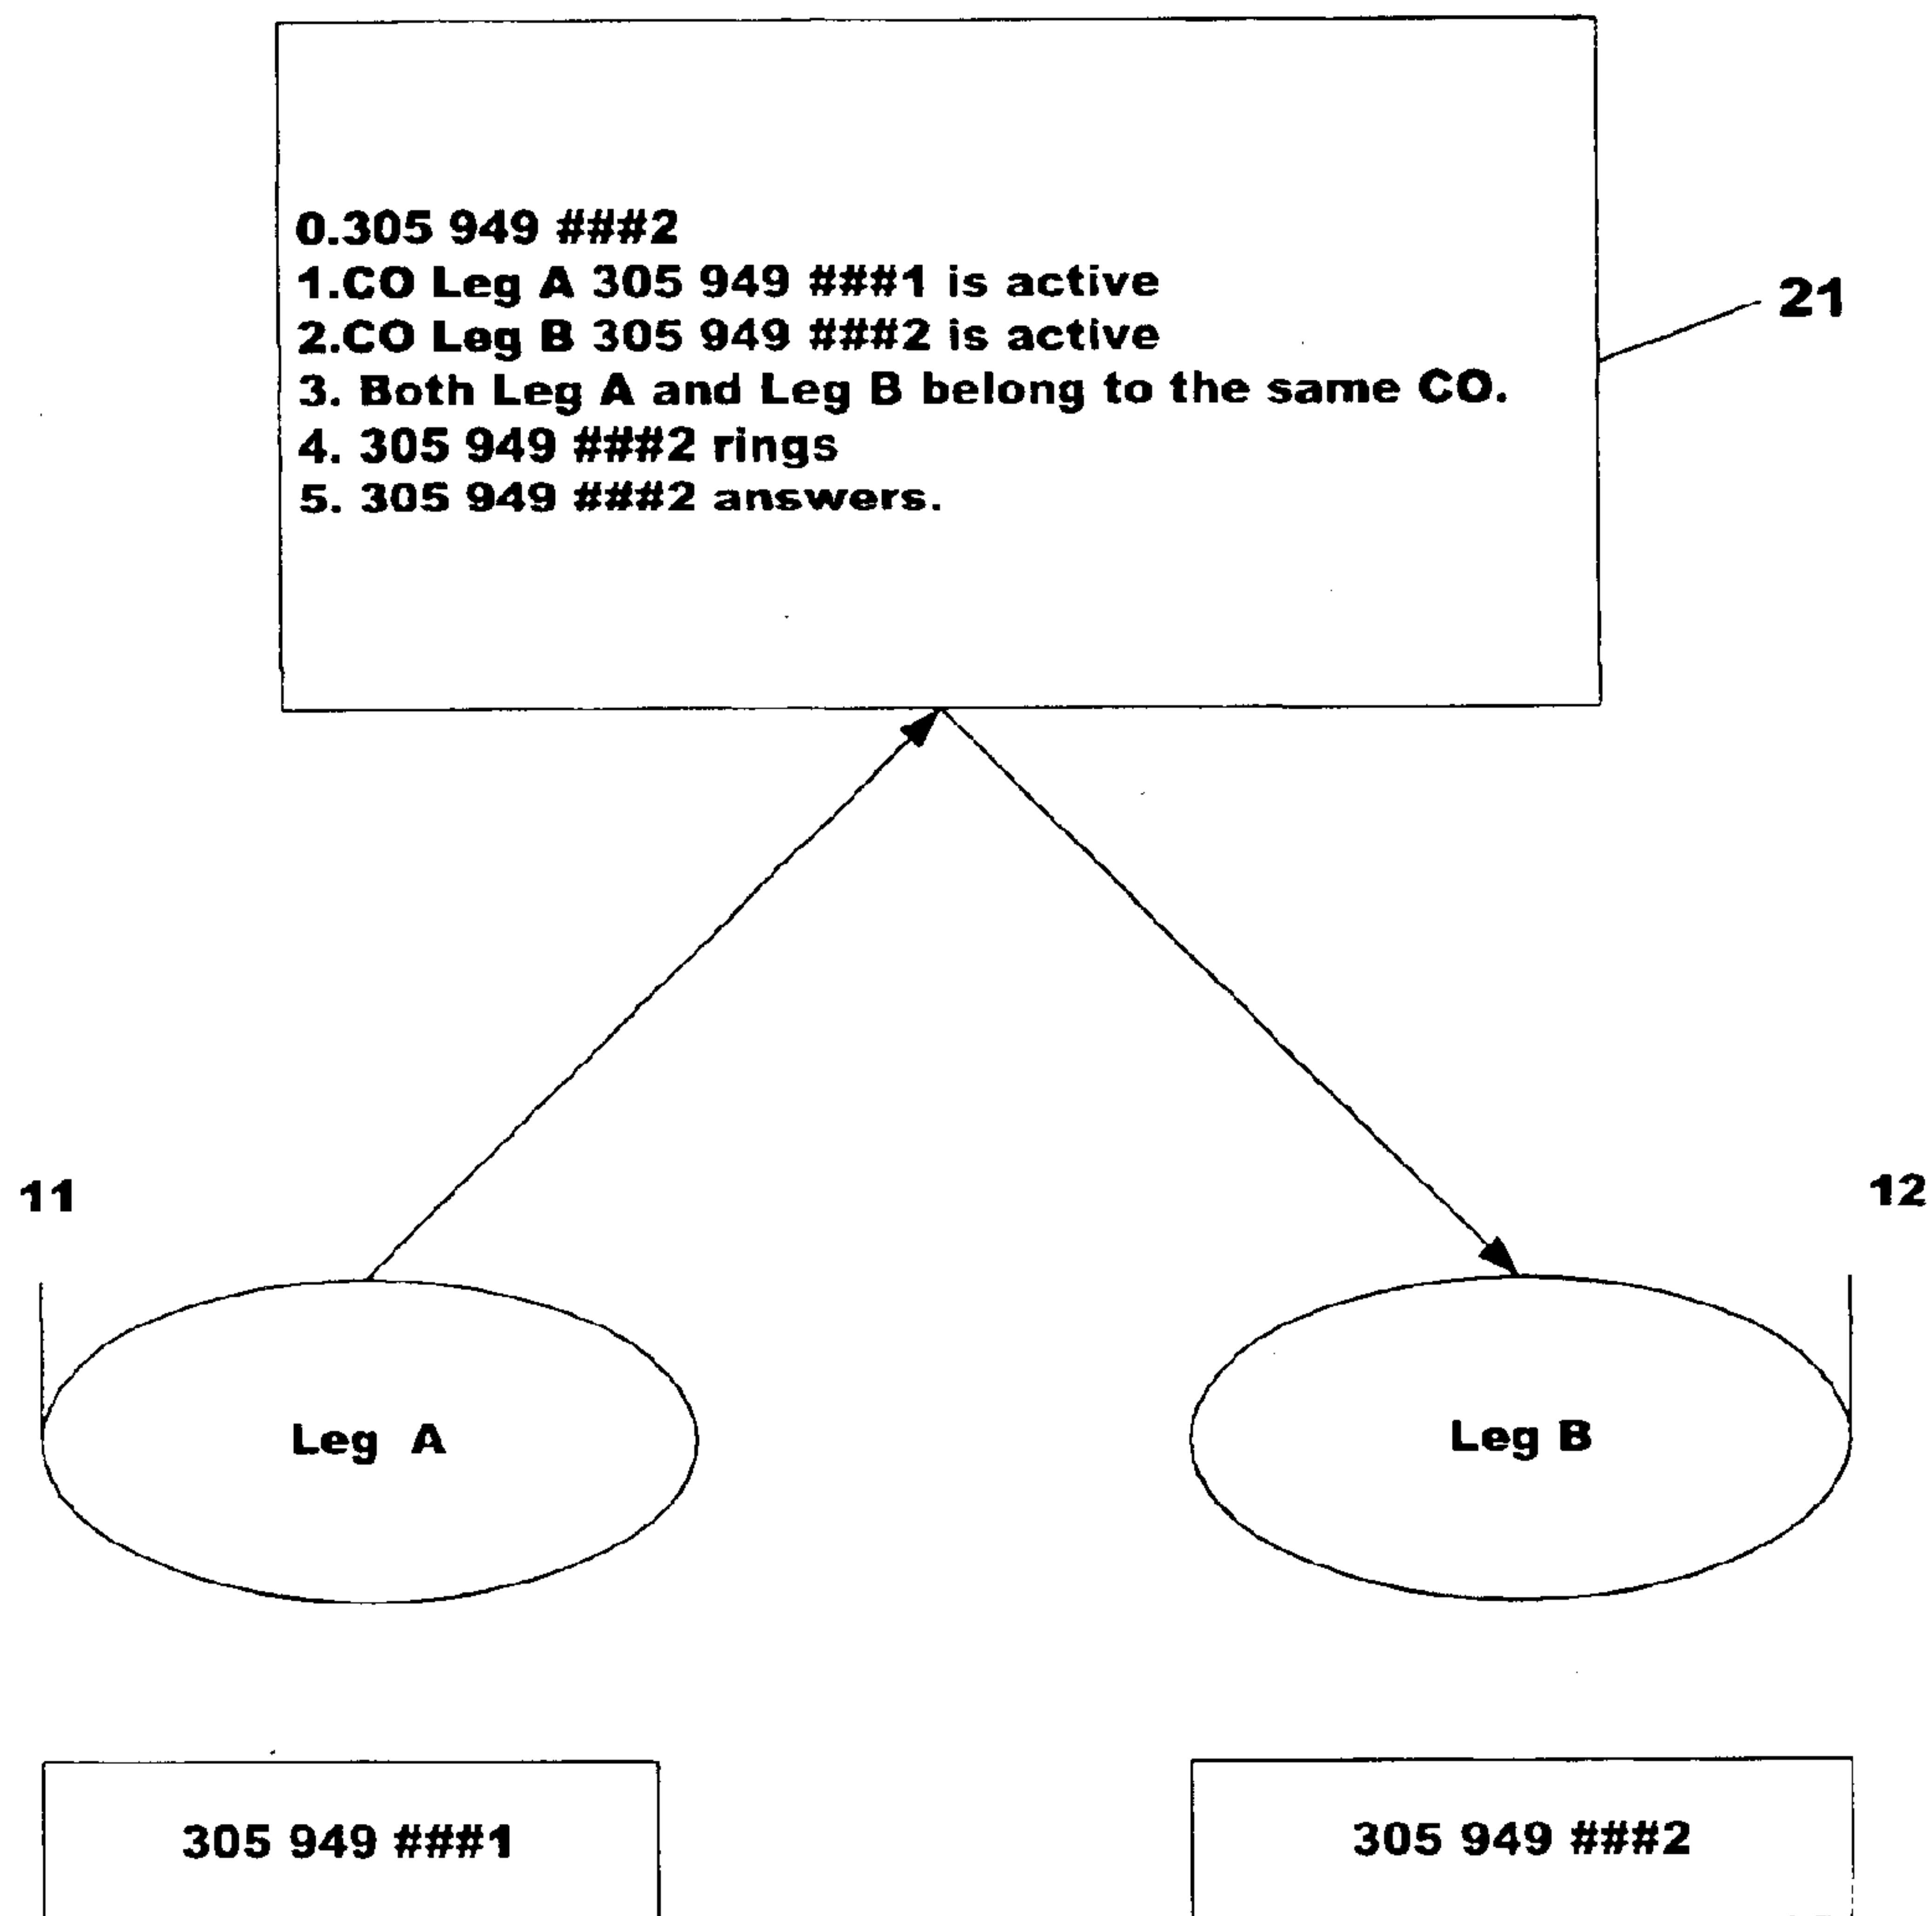 0.305 949 ###2
1.CO Leg A 305 949 ###1 is active
2.CO Leg B 305 949 ###2 is active
3. Both Leg A and Leg B belong to the same CO.
4. 305 949 ###2 rings
5. 305 949 ###2 answers.
21
11
12
Leg A
Leg B
305 949 ###1
305 949 ###2